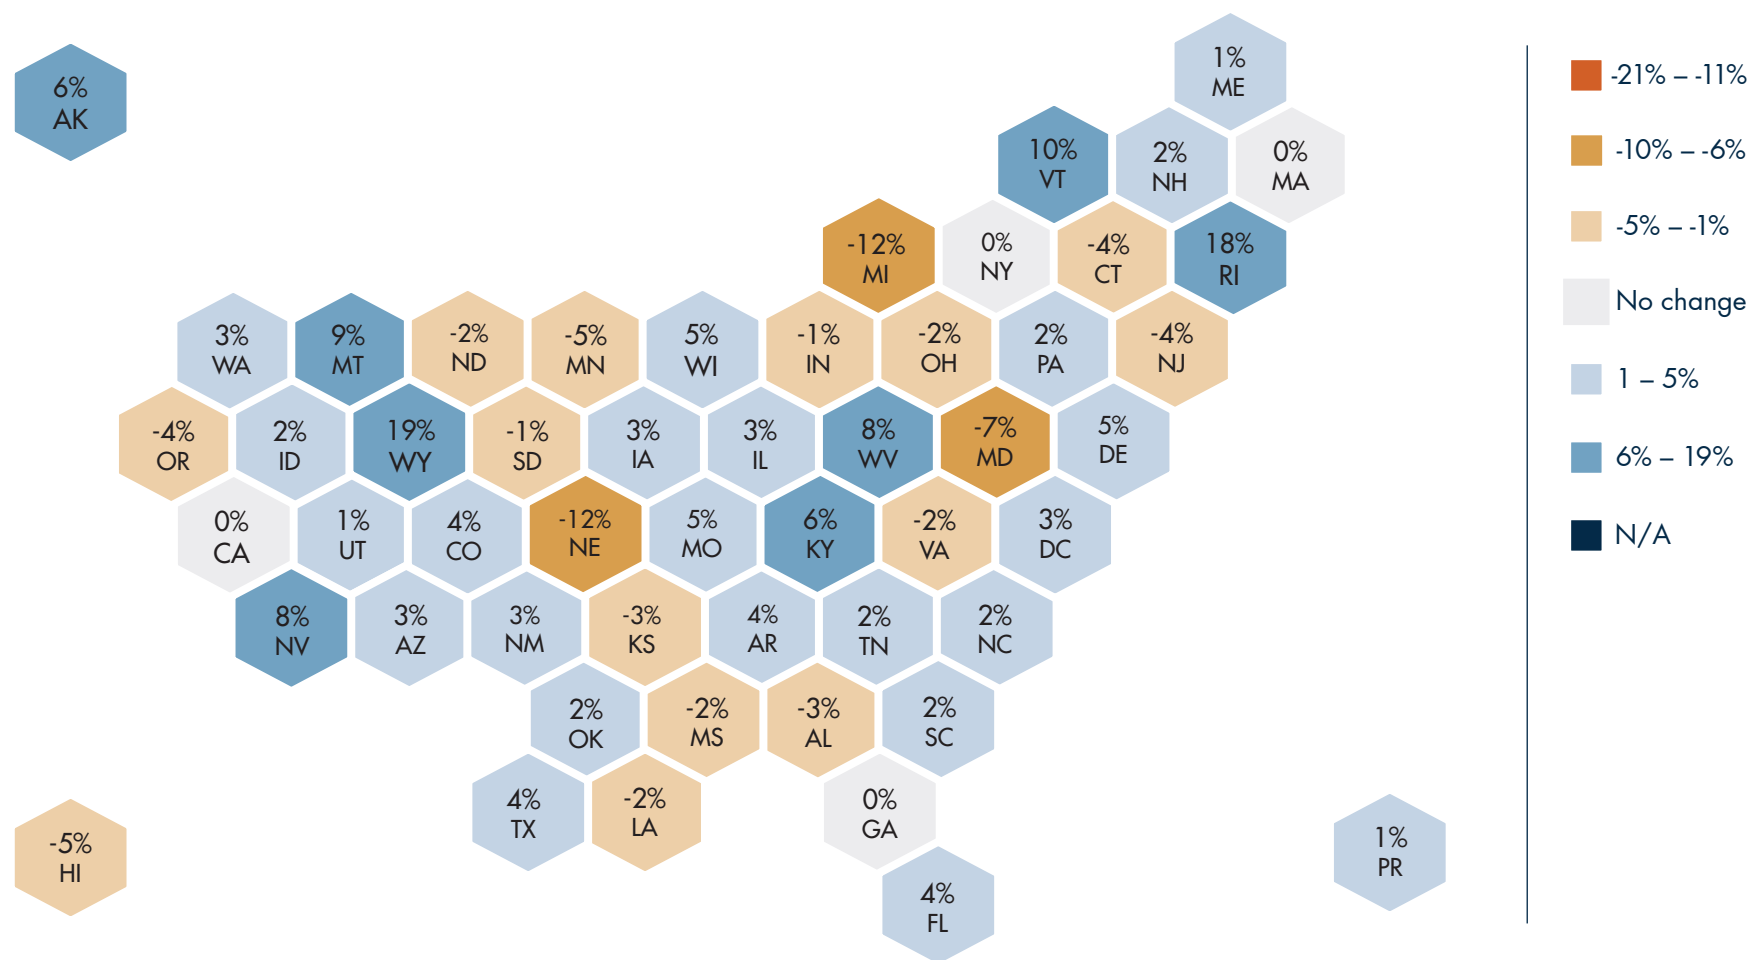 1%
ME
6%
AK
10%
VT
2%
NH
0%
MA
-12%
MI
0%
NY
-4%
CT
18%
RI
3%
WA
9%
MT
-2%
ND
-5%
MN
5%
WI
-1%
IN
-2%
OH
2%
PA
-4%
NJ
-4%
OR
2%
ID
19%
WY
-1%
SD
3%
IA
3%
IL
8%
WV
-7%
MD
5%
DE
0%
CA
1%
UT
4%
CO
-12%
NE
5%
MO
6%
KY
-2%
VA
3%
DC
8%
NV
3%
AZ
3%
NM
-3%
KS
4%
AR
2%
TN
2%
NC
2%
OK
-2%
MS
-3%
AL
2%
SC
4%
TX
-2%
LA
0%
GA
-5%
HI
1%
PR
4%
FL
-21% – -11%
-10% – -6%
-5% – -1%
No change
1 – 5%
6% – 19%
N/A